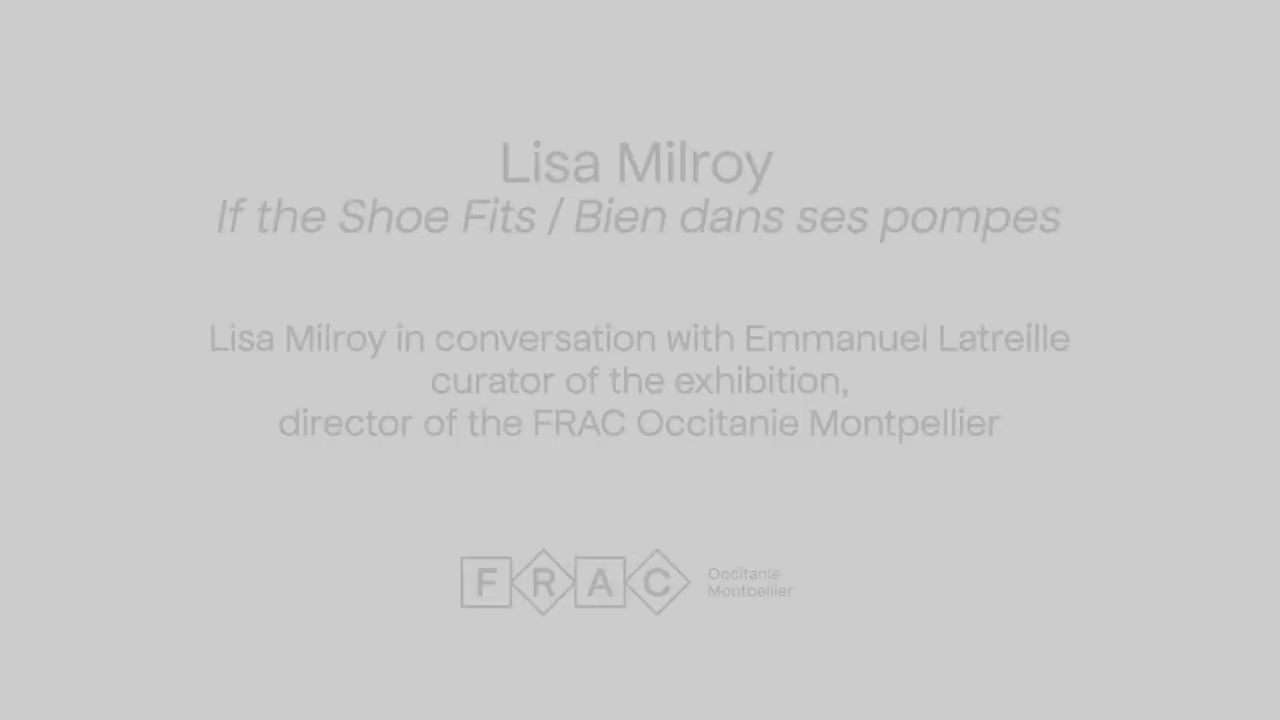 Lisa Milroy
If the Shoe Fits / Bien dans ses pompes
Lisa Milroy in conversation with Emmanuel Latreille
curator of the exhibition,
director of the FRAC Occitanie Montpellier
FRAC
Occitanie
Montpellier